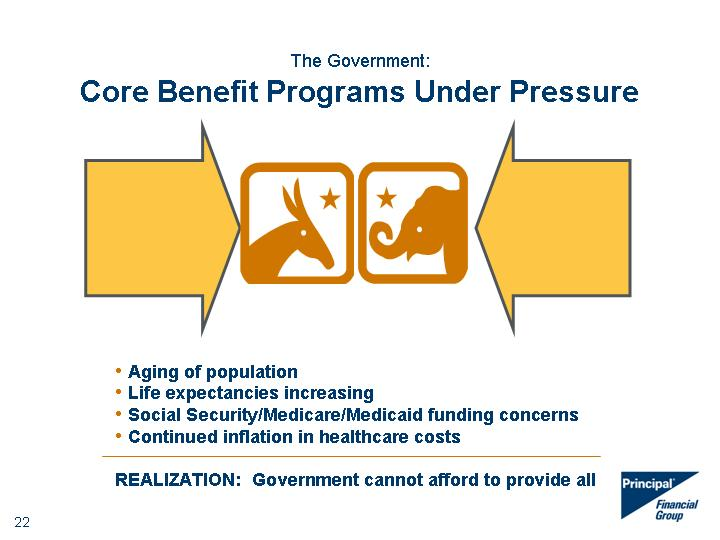 The Government:
Core Benefit Programs Under Pressure
• Aging of population
• Life expectancies increasing
• Social Security/Medicare/Medicaid funding concerns
• Continued inflation in healthcare costs
REALIZATION: Government cannot afford to provide all
Principal®
Financial
Group
22